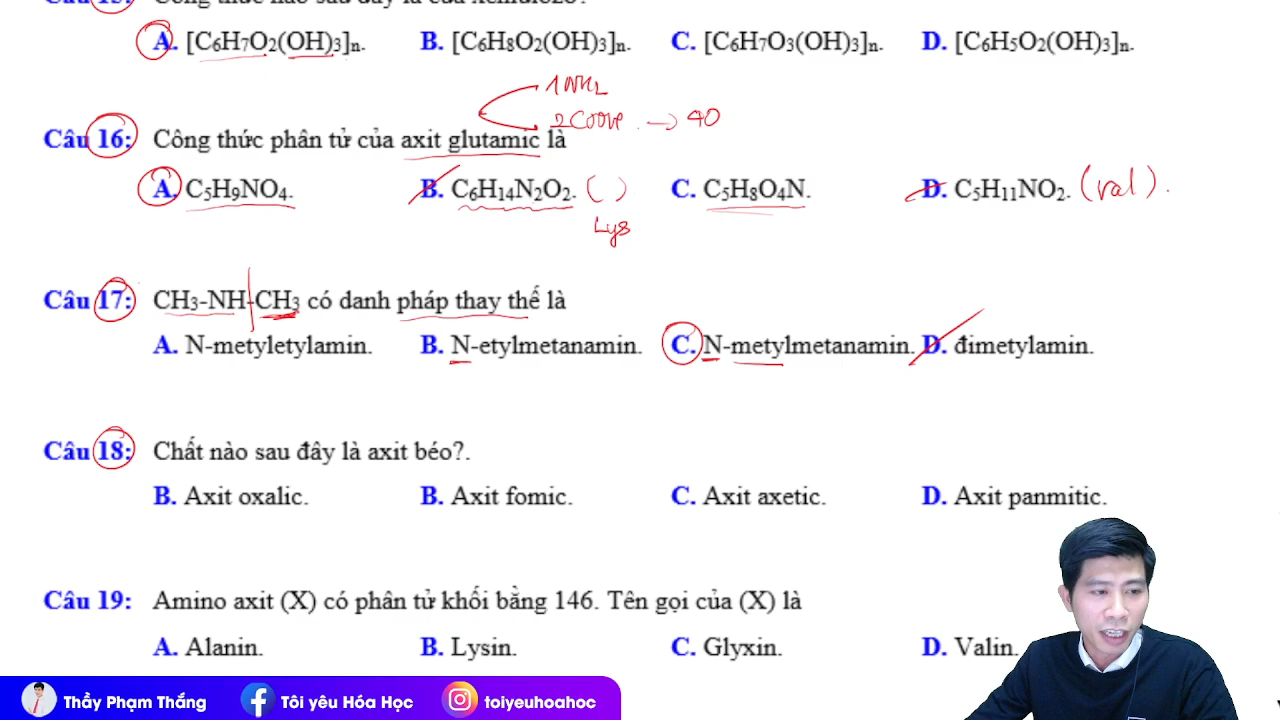 A. [C6H7O2(OH)3]n. B. [C6H8O2(OH)3]n. C. [C6H7O3(OH)3]n. D. [C6H5O2(OH)3]n.
1 NH2
2COOH → 4O
Câu 16: Công thức phân tử của axit glutamic là
A. C5H9NO4. B. C6H14N2O2. ( ) C. C5H8O4N. D. C5H11NO2. (val).
Lys
Câu 17: CH3-NH-CH3 có danh pháp thay thế là
A. N-metyletylamin. B. N-etylmetanamin. C. N-metylmetanamin. D. đimetylamin.
Câu 18: Chất nào sau đây là axit béo?.
B. Axit oxalic. B. Axit fomic. C. Axit axetic. D. Axit panmitic.
Câu 19: Amino axit (X) có phân tử khối bằng 146. Tên gọi của (X) là
A. Alanin. B. Lysin. C. Glyxin. D. Valin.
Thầy Phạm Thắng Tôi yêu Hóa Học toiyeuhoahoc